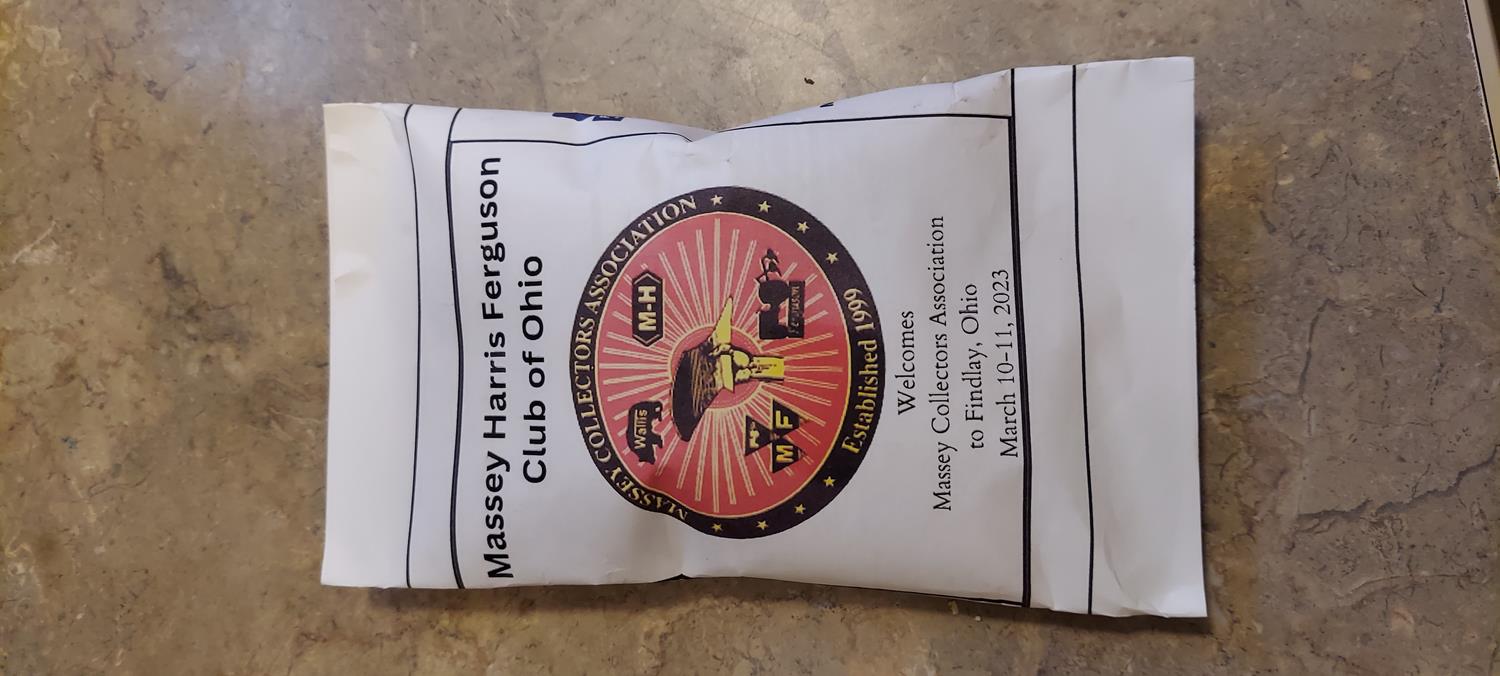 Massey Harris Ferguson
Club of Ohio
MASSEY COLLECTORS ASSOCIATION
Wallis
M-H
MF
Ferguson
Established 1999
Welcomes
Massey Collectors Association
to Findlay, Ohio
March 10-11, 2023